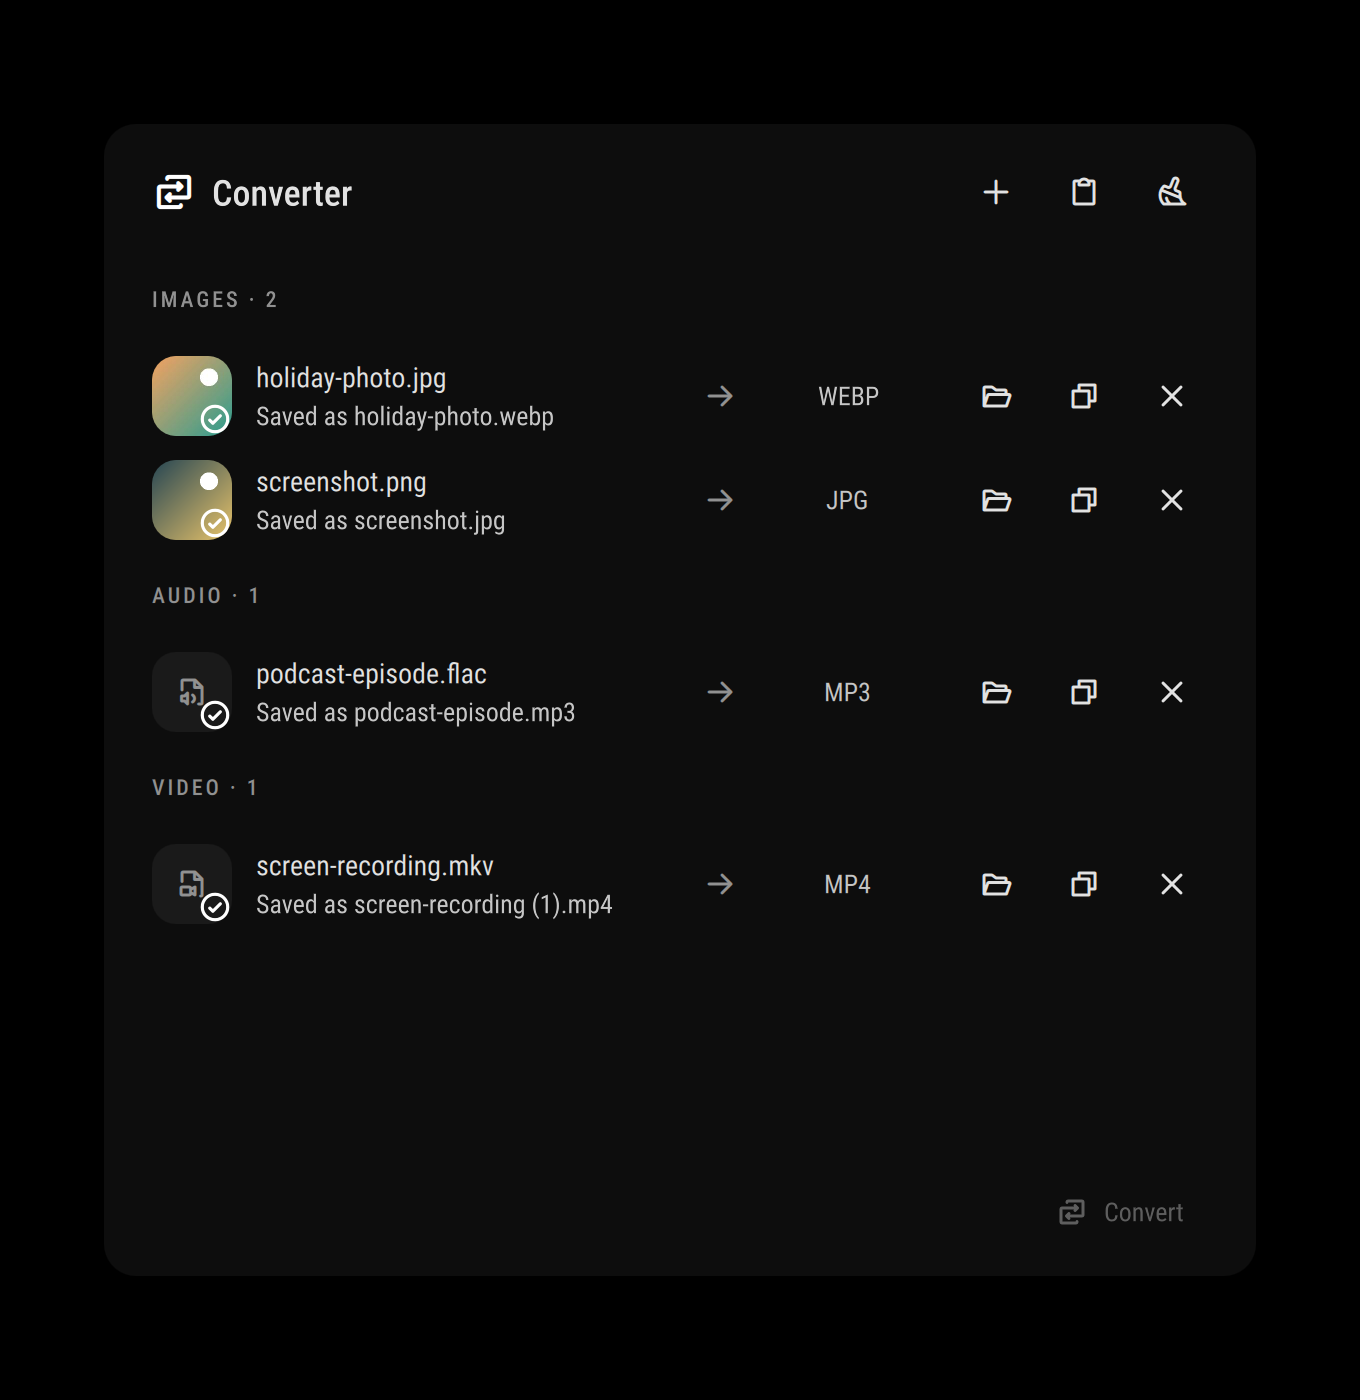 Converter
IMAGES · 2
holiday-photo.jpg
Saved as holiday-photo.webp
WEBP
screenshot.png
Saved as screenshot.jpg
JPG
AUDIO · 1
podcast-episode.flac
Saved as podcast-episode.mp3
MP3
VIDEO · 1
screen-recording.mkv
Saved as screen-recording (1).mp4
MP4
Convert